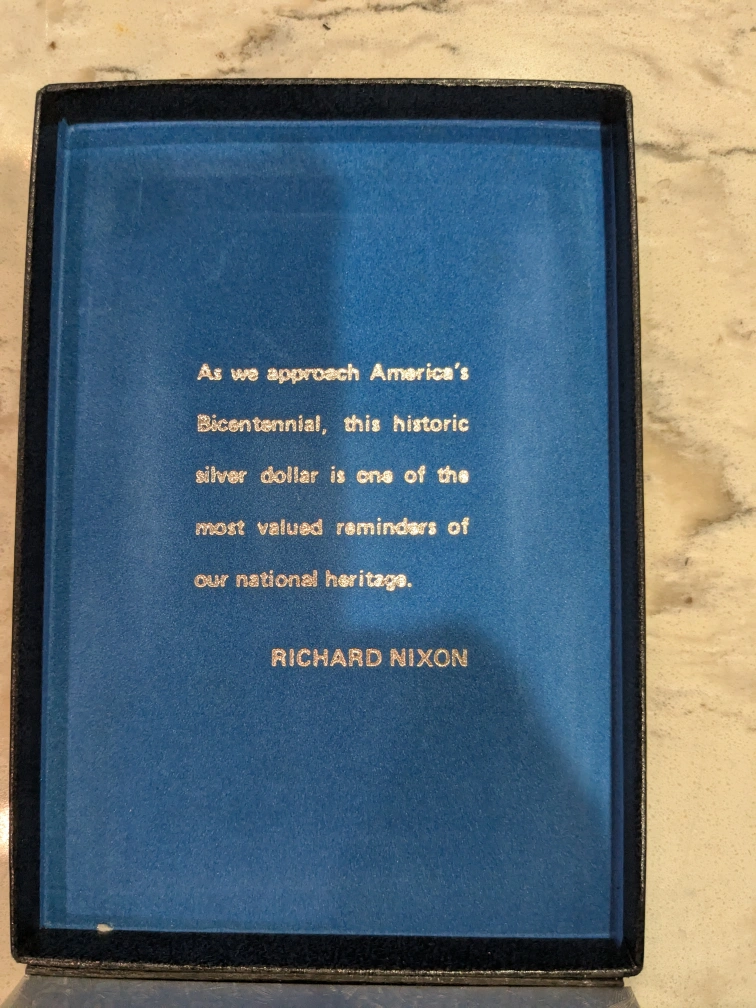 As we approach America's
Bicentennial, this historic
silver dollar is one of the
most valued reminders of
our national heritage.
RICHARD NIXON